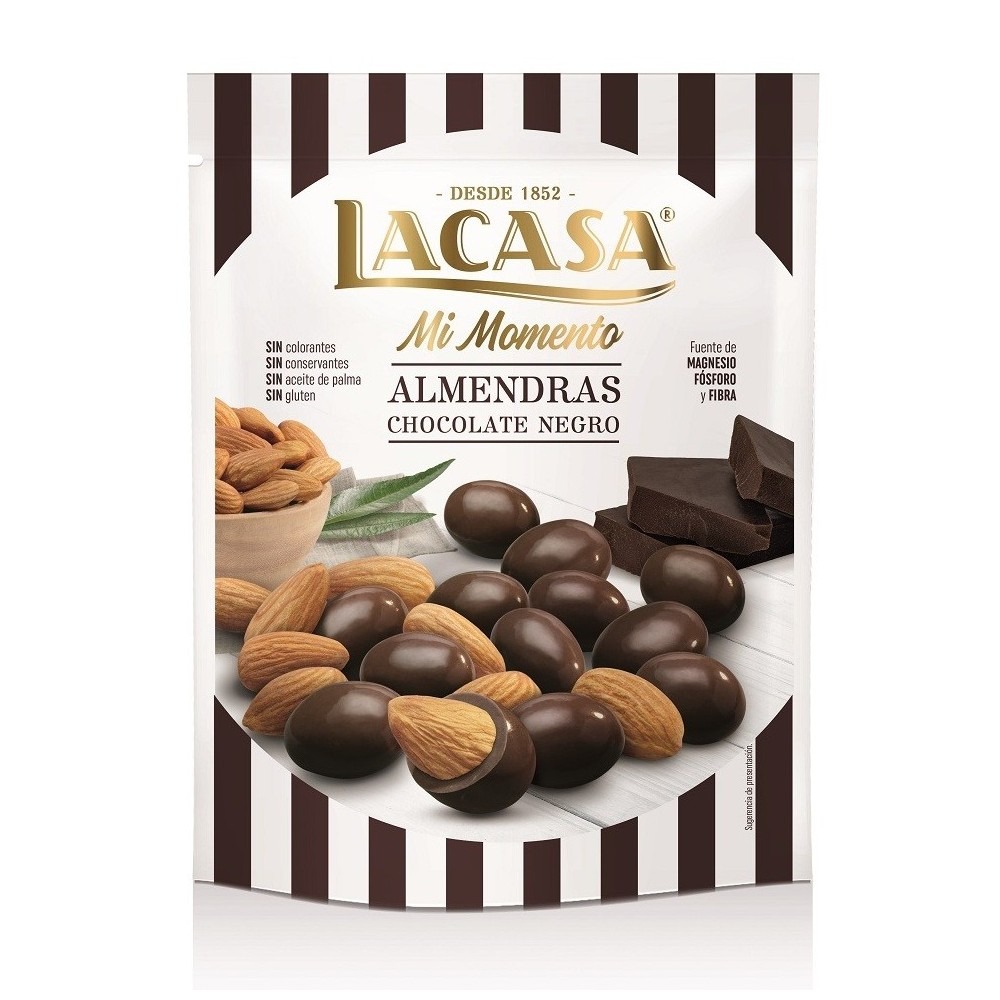 - DESDE 1852 -
LACASA®
Mi Momento
ALMENDRAS
CHOCOLATE NEGRO
SIN colorantes
SIN conservantes
SIN aceite de palma
SIN gluten
Fuente de
MAGNESIO
FÓSFORO
y FIBRA
Sugerencia de presentación.